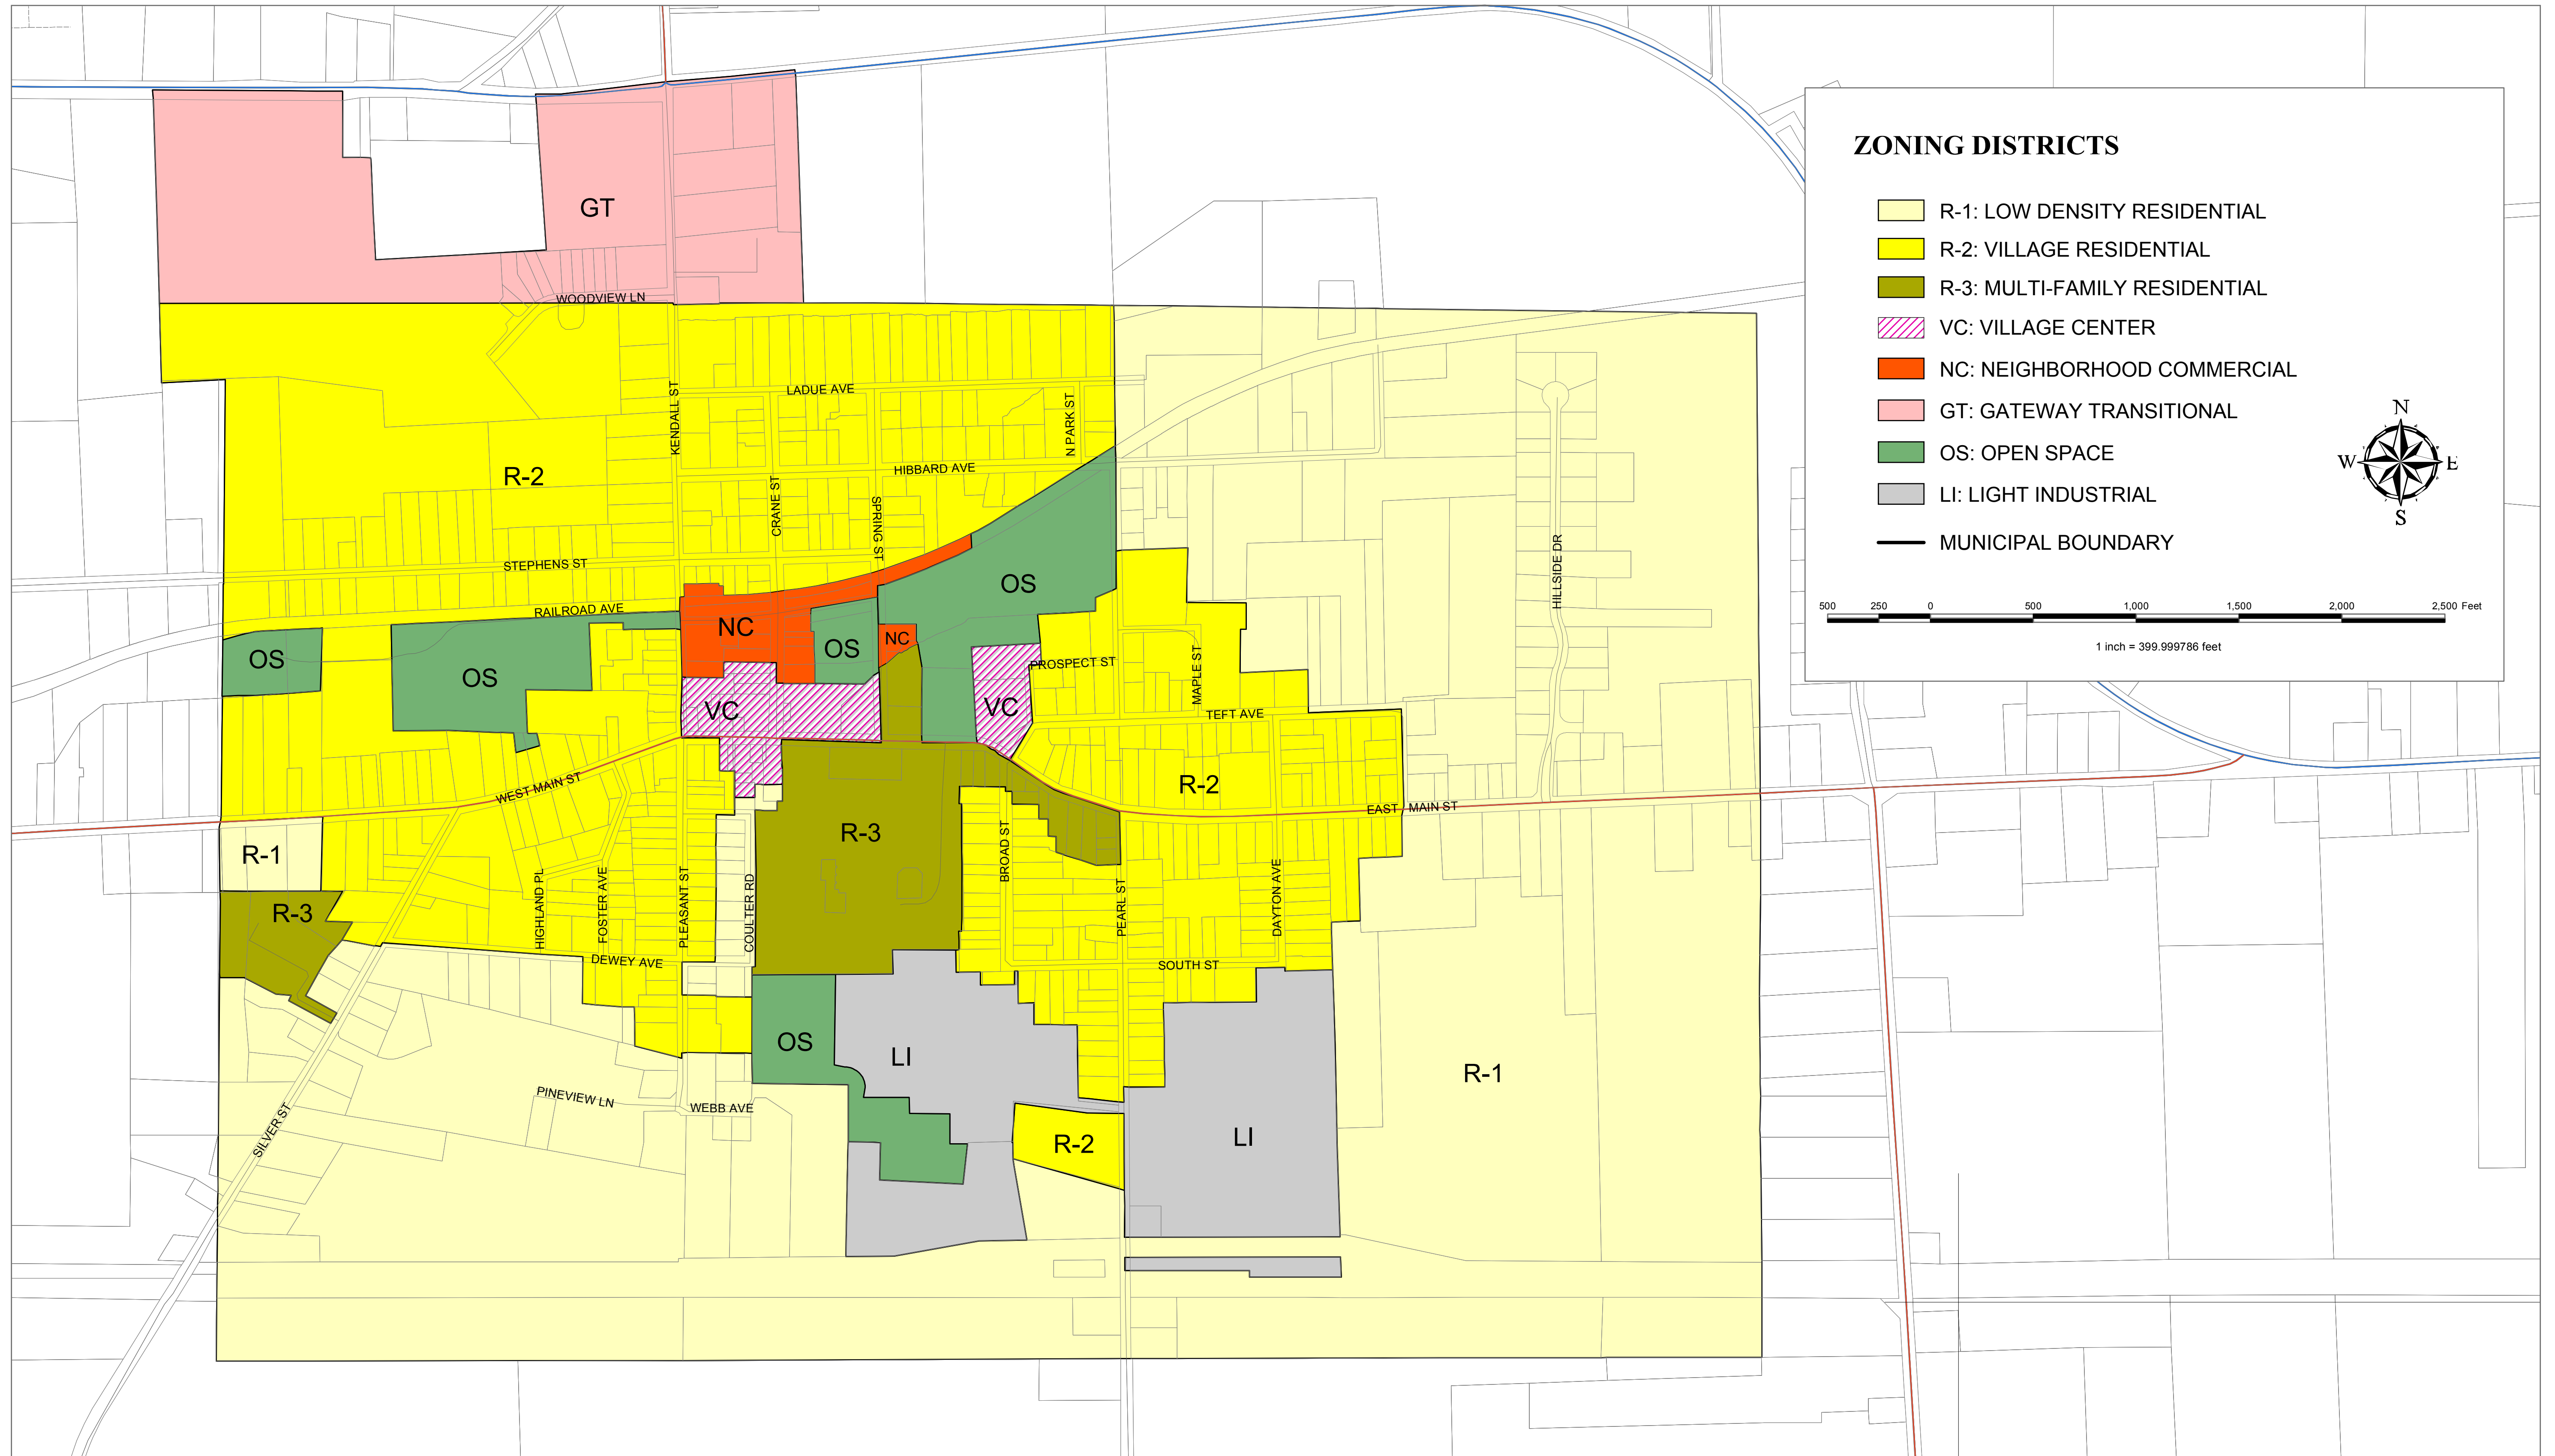 ZONING DISTRICTS
R-1: LOW DENSITY RESIDENTIAL
R-2: VILLAGE RESIDENTIAL
R-3: MULTI-FAMILY RESIDENTIAL
VC: VILLAGE CENTER
NC: NEIGHBORHOOD COMMERCIAL
GT: GATEWAY TRANSITIONAL
OS: OPEN SPACE
LI: LIGHT INDUSTRIAL
MUNICIPAL BOUNDARY
N
W E
S
500 250 0 500 1,000 1,500 2,000 2,500 Feet
1 inch = 399.999786 feet
GT
WOODVIEW LN
KENDALL ST
LADUE AVE
N PARK ST
HIBBARD AVE
R-2
CRANE ST
SPRING ST
STEPHENS ST
HILLSIDE DR
OS
RAILROAD AVE
NC
NC
OS
OS
OS
PROSPECT ST
MAPLE ST
VC
VC
TEFT AVE
WEST MAIN ST
R-2
EAST MAIN ST
R-3
R-1
BROAD ST
R-3
HIGHLAND PL
FOSTER AVE
PLEASANT ST
COULTER RD
PEARL ST
DAYTON AVE
DEWEY AVE
SOUTH ST
OS
LI
R-1
PINEVIEW LN
WEBB AVE
SILVER ST
R-2
LI